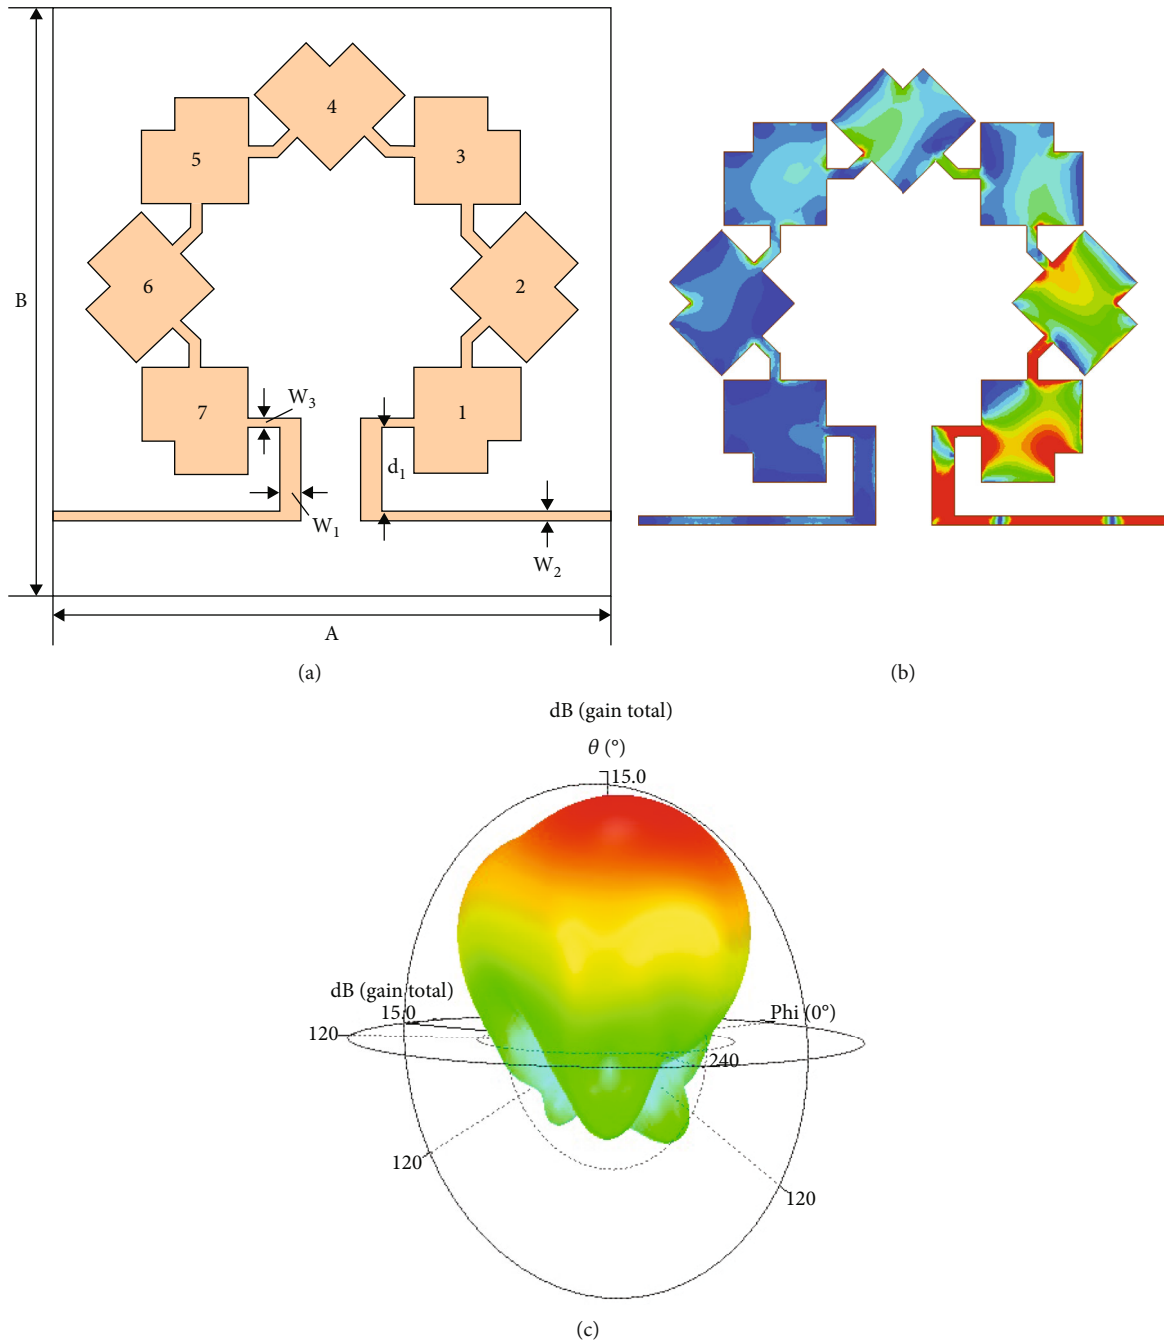 4
5
3
B
6
2
7
W₃
1
d₁
W₁
W₂
A
(a)
(b)
dB (gain total)
θ (°)
15.0
dB (gain total)
15.0
Phi (0°)
120
240
120
120
(c)